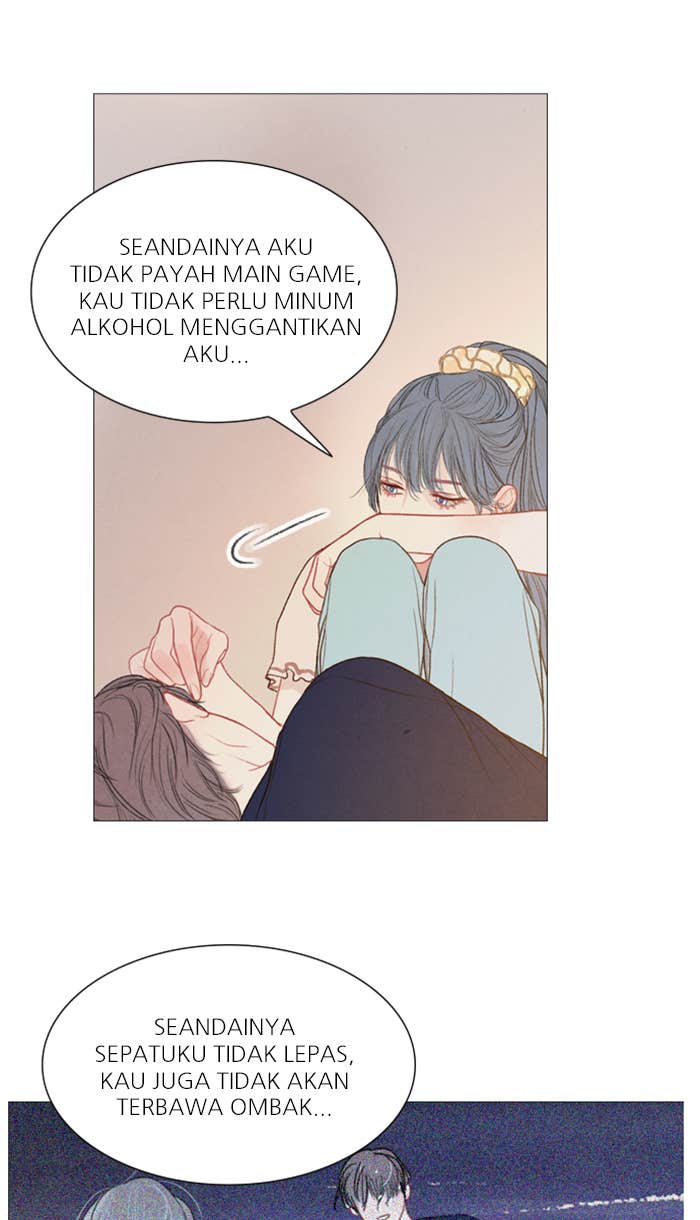 SEANDAINYA AKU
TIDAK PAYAH MAIN GAME,
KAU TIDAK PERLU MINUM
ALKOHOL MENGGANTIKAN
AKU...
SEANDAINYA
SEPATUKU TIDAK LEPAS,
KAU JUGA TIDAK AKAN
TERBAWA OMBAK...